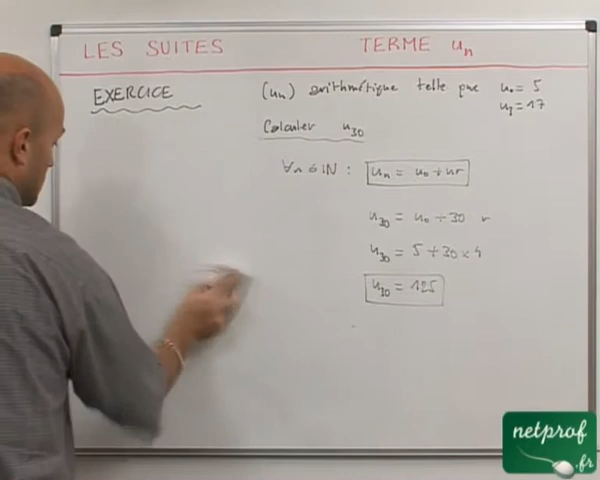 LES SUITES TERME un
EXERCICE (un) arithmétique telle que u0 = 5
u3 = 17
Calculer u30
∀n ∈ IN : un = u0 + nr
u30 = u0 + 30 r
u30 = 5 + 30 × 4
u30 = 125
netprof
.fr